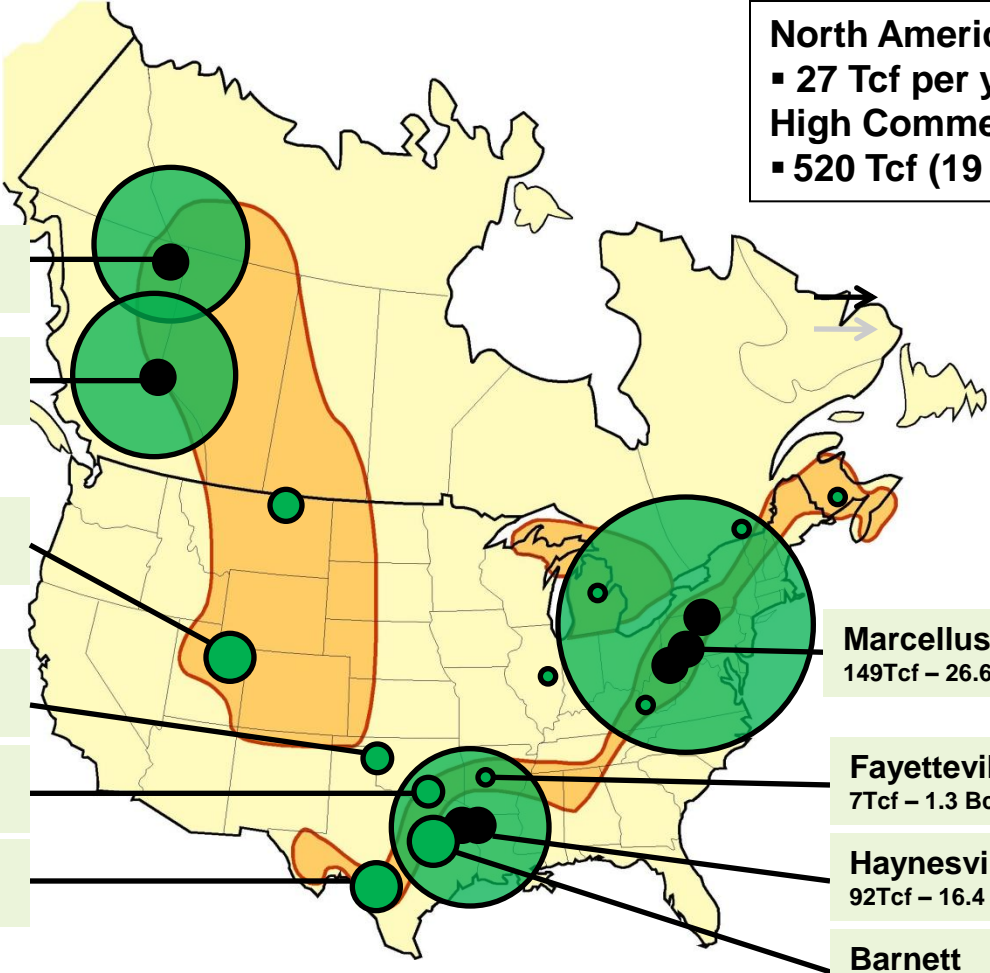 North Americ
▪ 27 Tcf per y
High Comme
▪ 520 Tcf (19
Marcellus
149Tcf – 26.6
Fayettevil
7Tcf – 1.3 Bc
Haynesvi
92Tcf – 16.4
Barnett